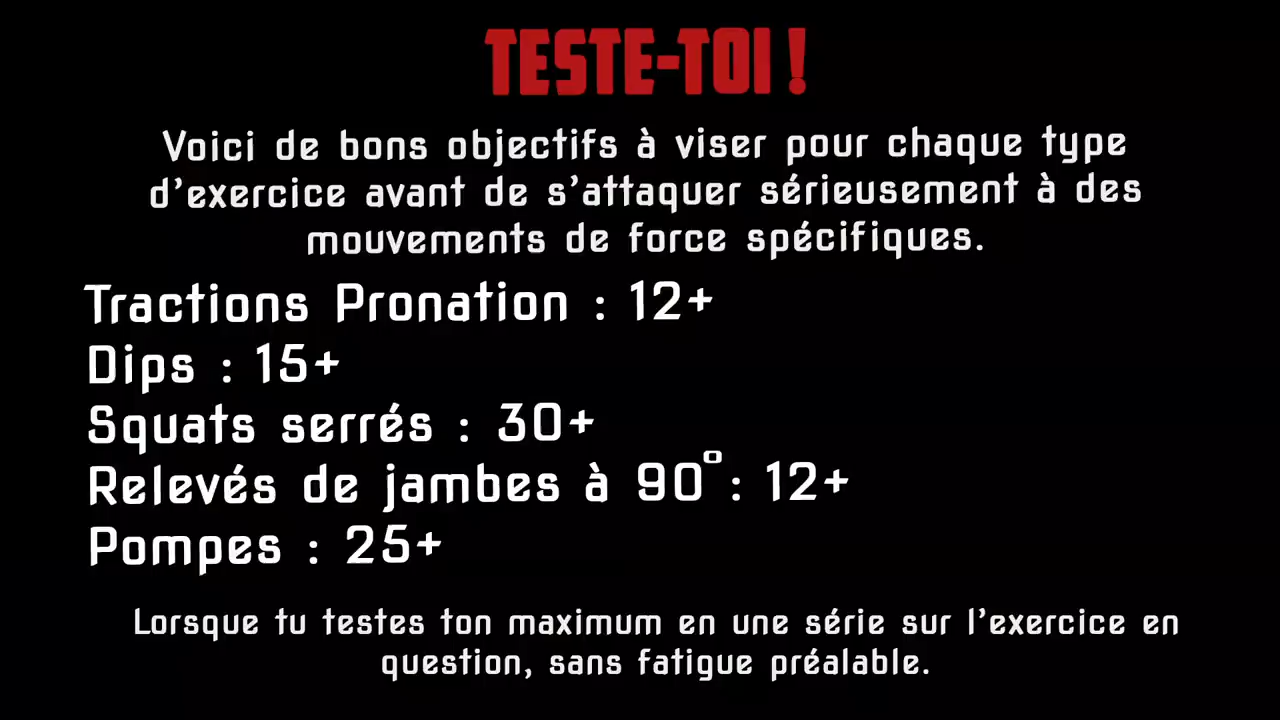 TESTE-TOI !
Voici de bons objectifs à viser pour chaque type
d'exercice avant de s'attaquer sérieusement à des
mouvements de force spécifiques.
Tractions Pronation : 12+
Dips : 15+
Squats serrés : 30+
Relevés de jambes à 90° : 12+
Pompes : 25+
Lorsque tu testes ton maximum en une série sur l'exercice en
question, sans fatigue préalable.